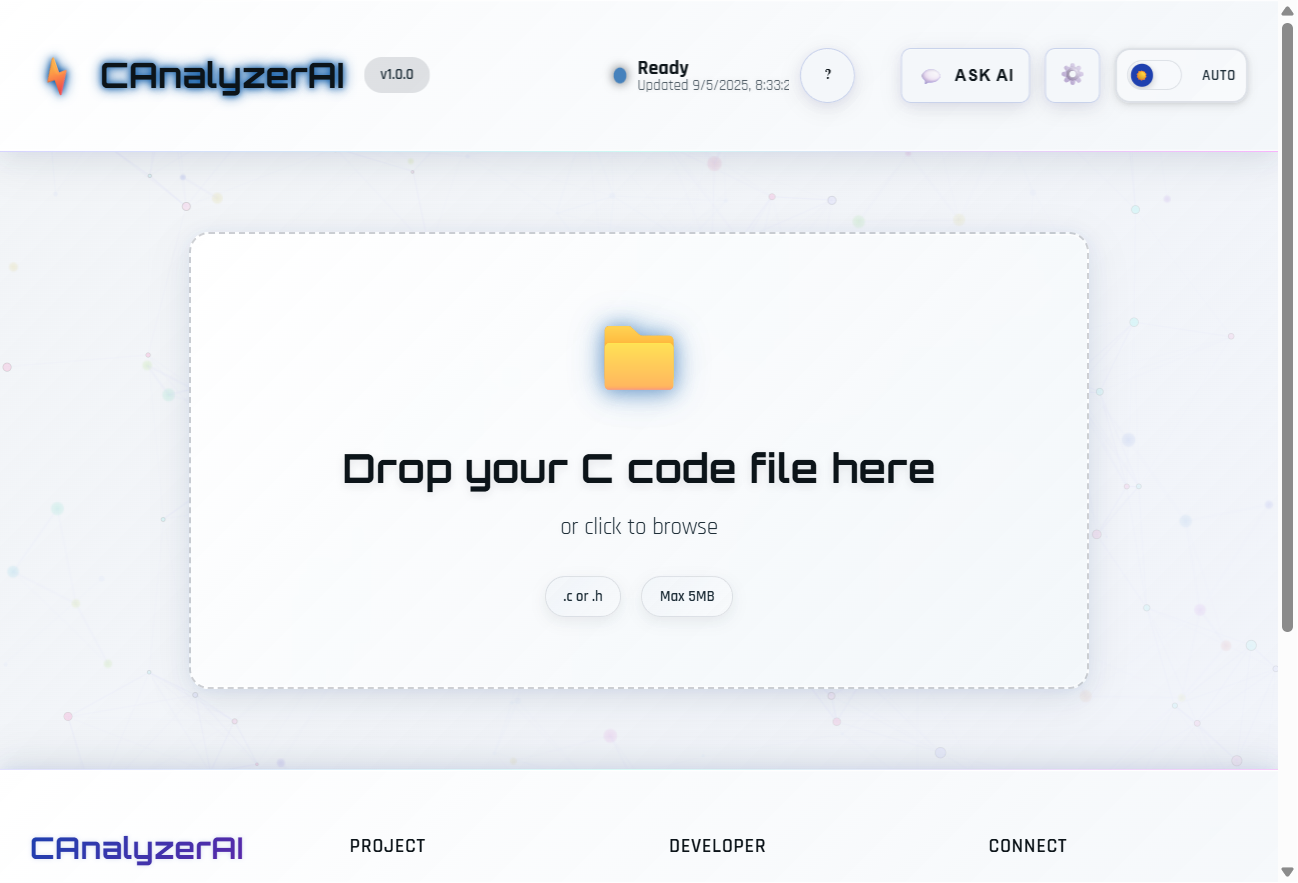 CAnalyzerAI
v1.0.0
Ready
Updated 9/5/2025, 8:33:2
?
ASK AI
AUTO
Drop your C code file here
or click to browse
.c or .h
Max 5MB
CAnalyzerAI
PROJECT
DEVELOPER
CONNECT